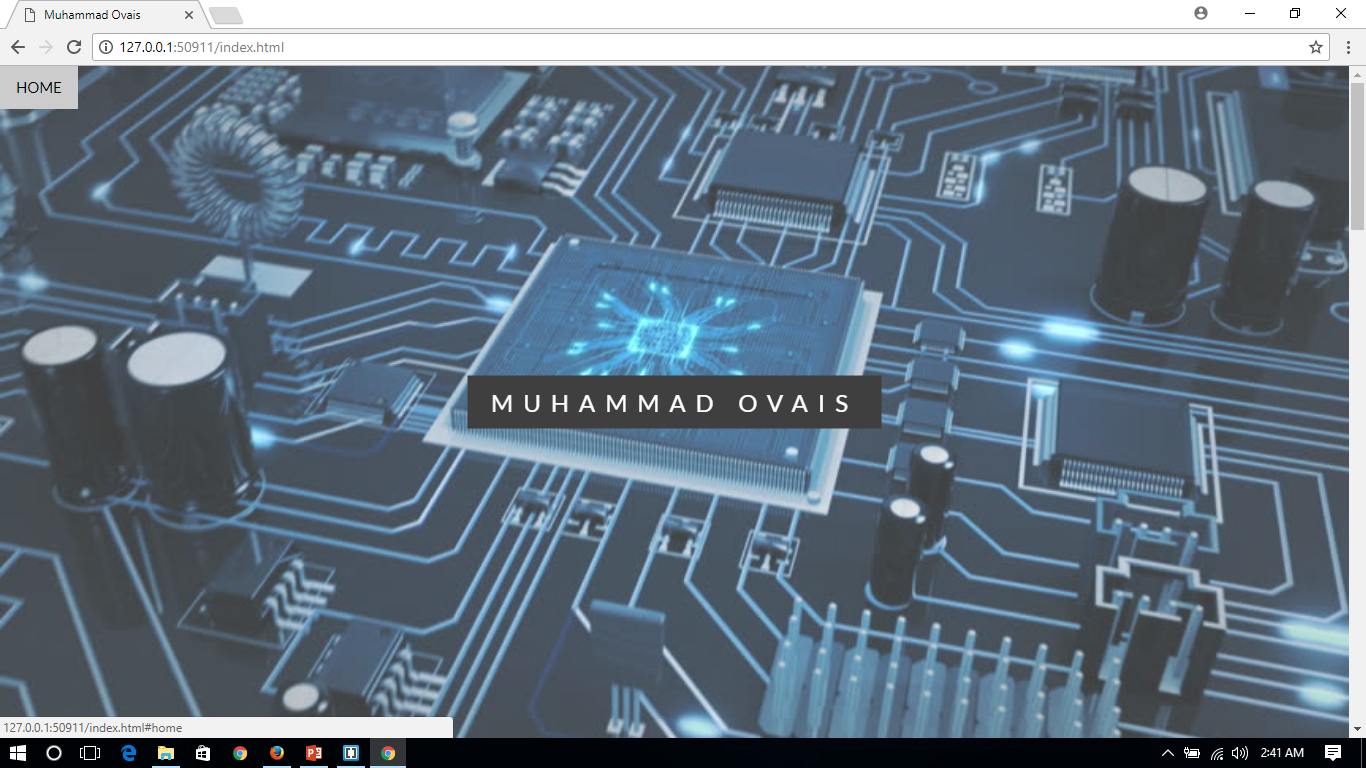 Muhammad Ovais
127.0.0.1:50911/index.html
HOME
MUHAMMAD OVAIS
127.0.0.1:50911/index.html#home
2:41 AM